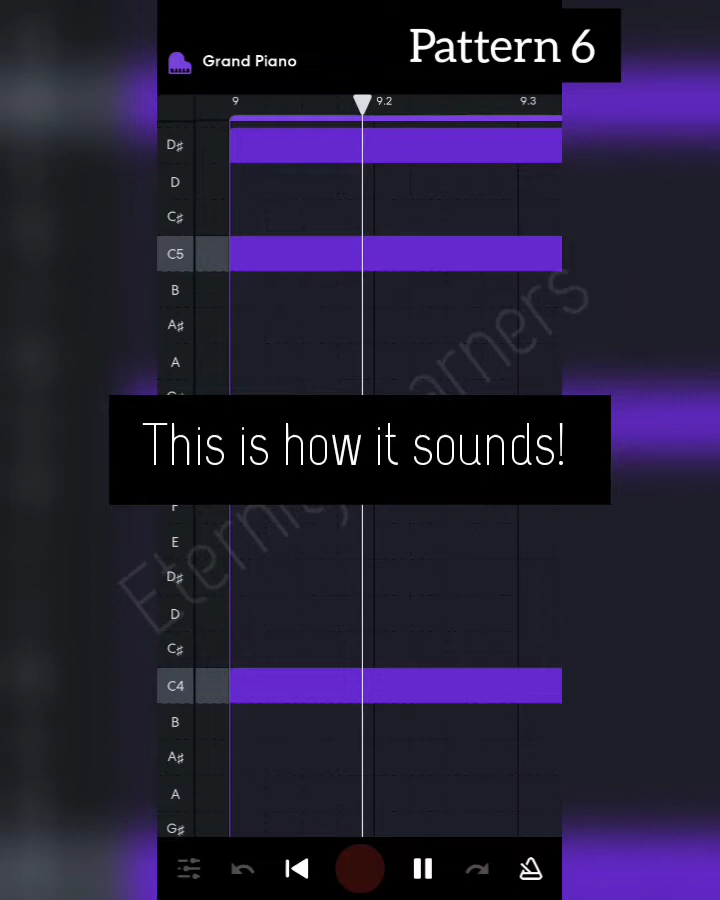 Pattern 6
Grand Piano
9 9.2 9.3
D♯
D
C♯
C5
B
A♯
A
This is how it sounds!
F
E
D♯
D
C♯
C4
B
A♯
A
G♯